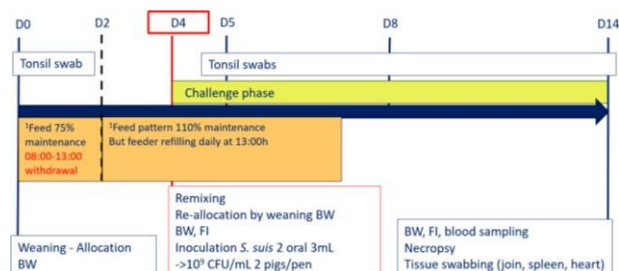 D0 D2 D4 D5 D8 D14
Tonsil swab
Tonsil swabs
Challenge phase
¹Feed 75%
maintenance
08:00-13:00
withdrawal
¹Feed pattern 110% maintenance
But feeder refilling daily at 13:00h
Weaning - Allocation
BW
Remixing
Re-allocation by weaning BW
BW, FI
Inoculation S. suis 2 oral 3mL
->10⁹ CFU/mL 2 pigs/pen
BW, FI, blood sampling
Necropsy
Tissue swabbing (join, spleen, heart)